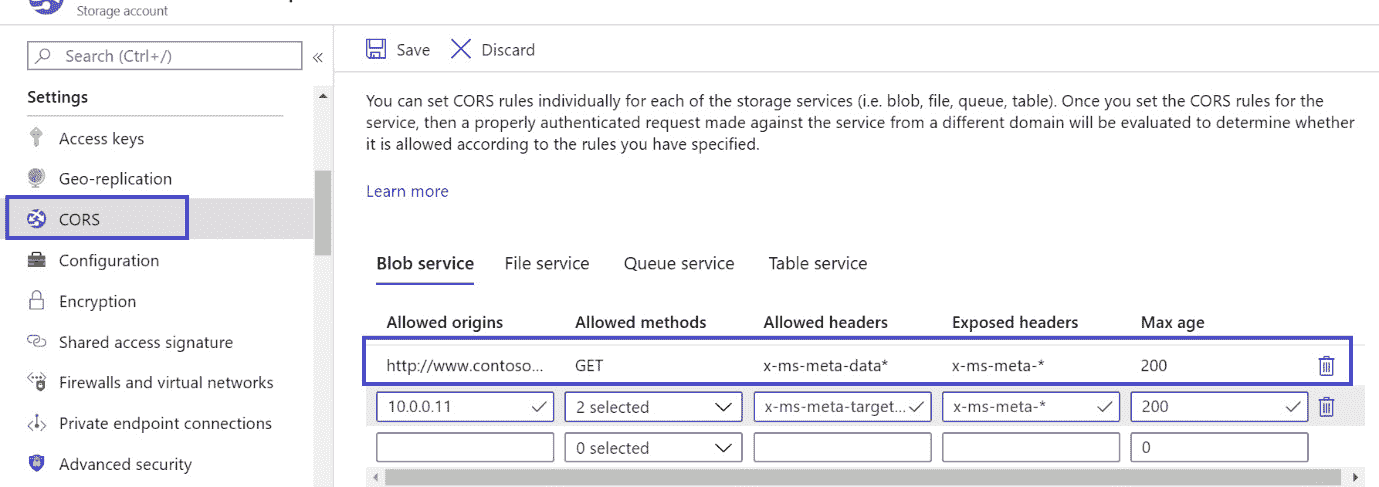 Storage account
Search (Ctrl+/)
«
Save
Discard
Settings
Access keys
Geo-replication
CORS
Configuration
Encryption
Shared access signature
Firewalls and virtual networks
Private endpoint connections
Advanced security
You can set CORS rules individually for each of the storage services (i.e. blob, file, queue, table). Once you set the CORS rules for the
service, then a properly authenticated request made against the service from a different domain will be evaluated to determine whether
it is allowed according to the rules you have specified.
Learn more
Blob service File service Queue service Table service
Allowed origins Allowed methods Allowed headers Exposed headers Max age
http://www.contoso... GET x-ms-meta-data* x-ms-meta-* 200
10.0.0.11 2 selected x-ms-meta-target... x-ms-meta-* 200
0 selected 0